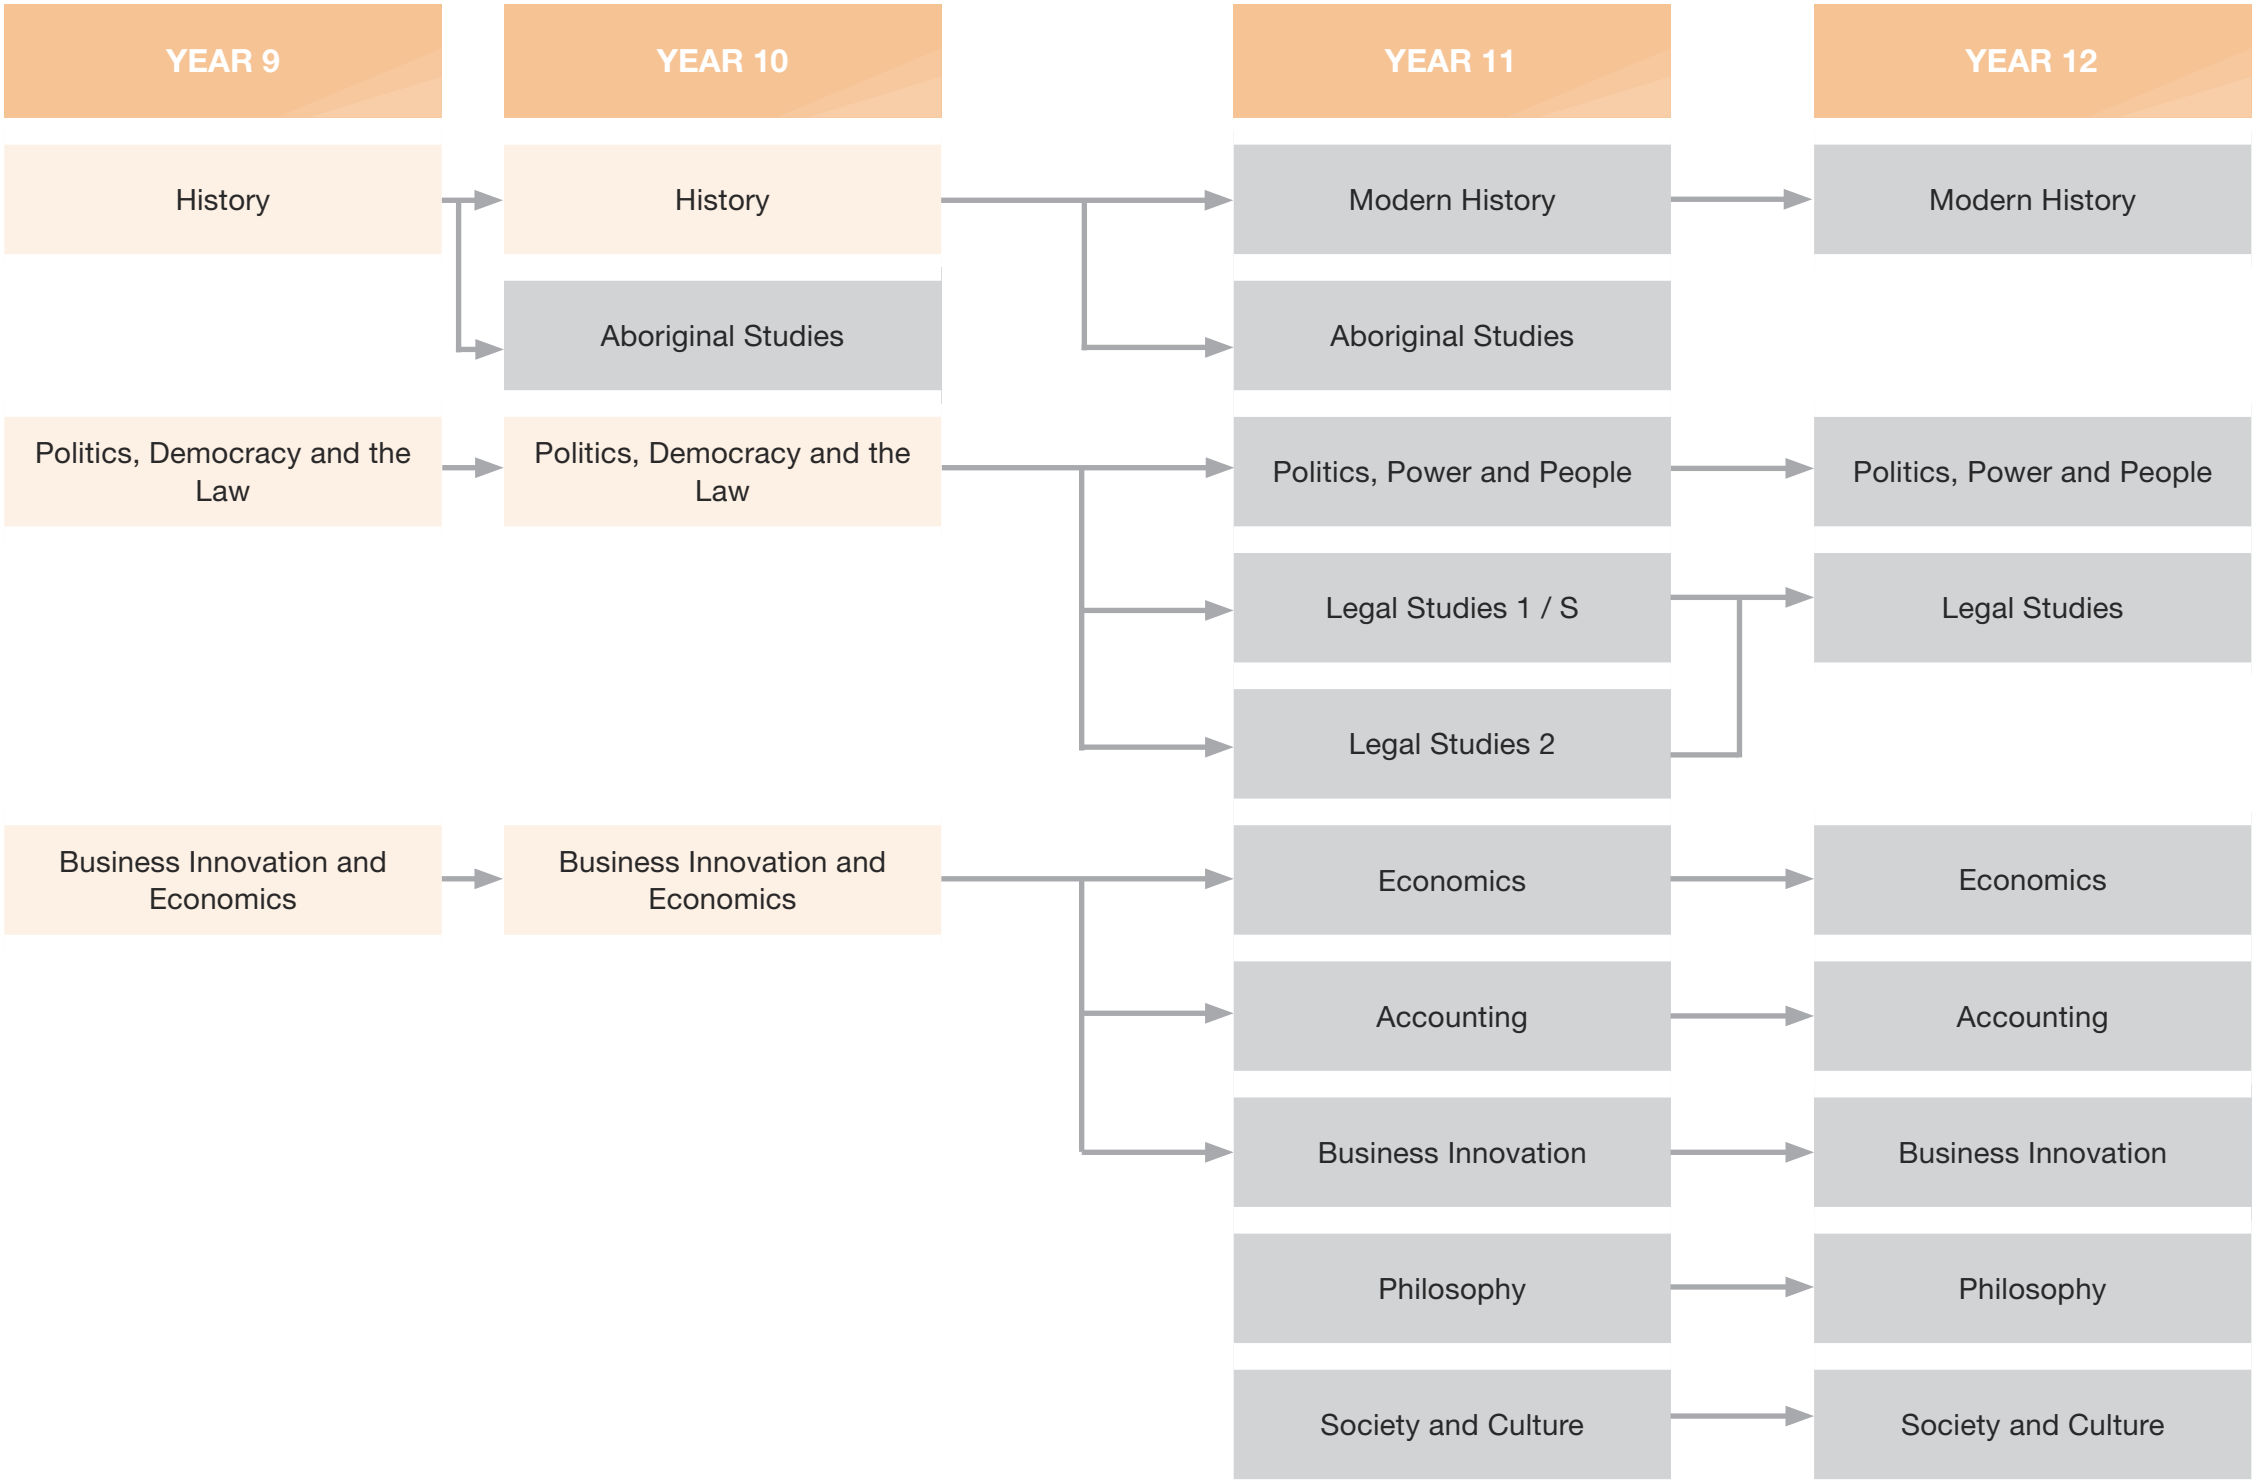 YEAR 9
YEAR 10
YEAR 11
YEAR 12
History
History
Modern History
Modern History
Aboriginal Studies
Aboriginal Studies
Politics, Democracy and the
Law
Politics, Democracy and the
Law
Politics, Power and People
Politics, Power and People
Legal Studies 1 / S
Legal Studies
Legal Studies 2
Business Innovation and
Economics
Business Innovation and
Economics
Economics
Economics
Accounting
Accounting
Business Innovation
Business Innovation
Philosophy
Philosophy
Society and Culture
Society and Culture